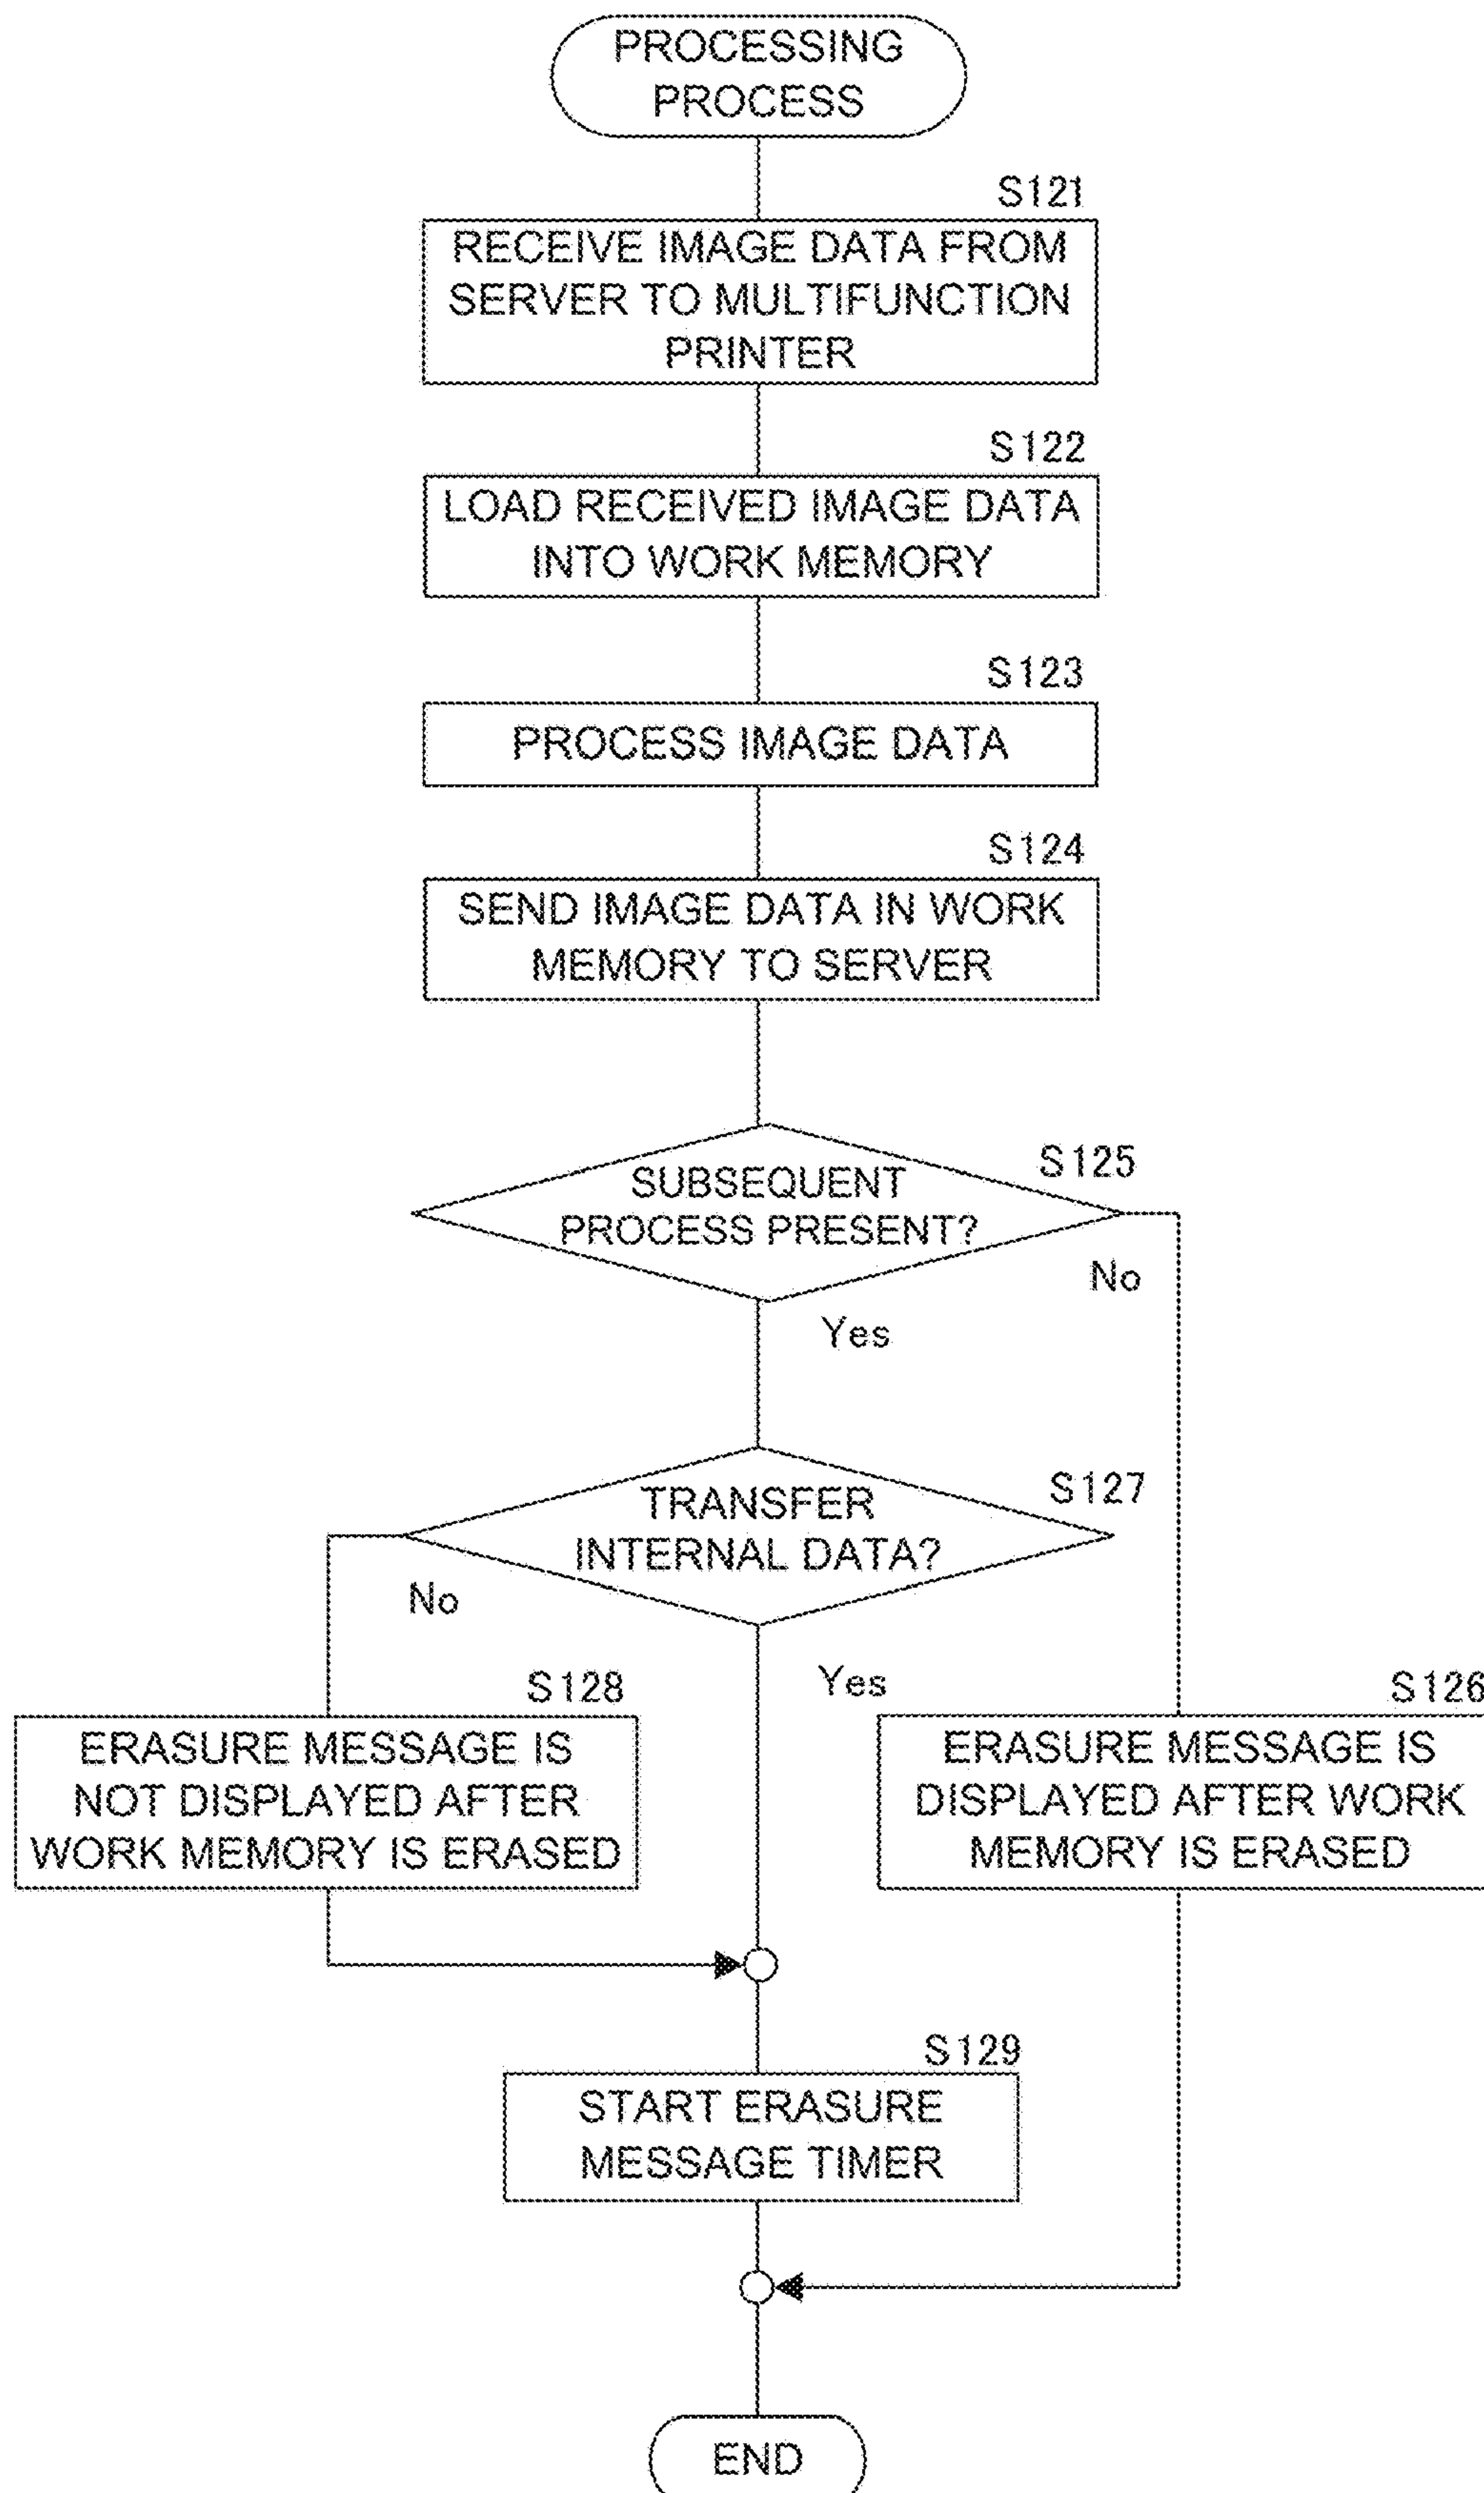 PROCESSING
PROCESS
S121
RECEIVE IMAGE DATA FROM
SERVER TO MULTIFUNCTION
PRINTER
S122
LOAD RECEIVED IMAGE DATA
INTO WORK MEMORY
S123
PROCESS IMAGE DATA
S124
SEND IMAGE DATA IN WORK
MEMORY TO SERVER
S125
SUBSEQUENT
PROCESS PRESENT?
No
Yes
S127
TRANSFER
INTERNAL DATA?
No
Yes
S128
ERASURE MESSAGE IS
NOT DISPLAYED AFTER
WORK MEMORY IS ERASED
S126
ERASURE MESSAGE IS
DISPLAYED AFTER WORK
MEMORY IS ERASED
S129
START ERASURE
MESSAGE TIMER
END